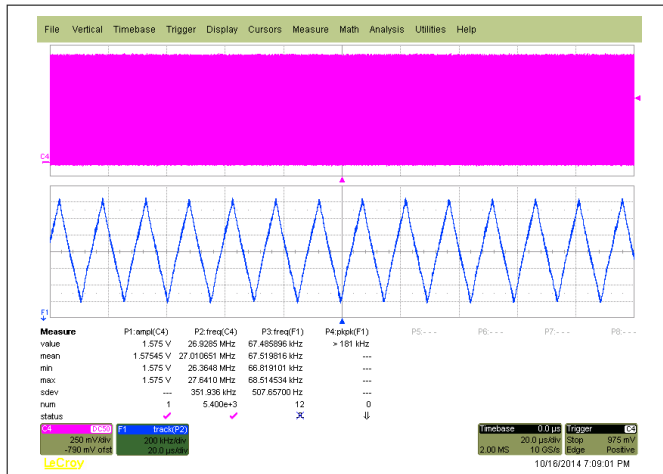 File Vertical Timebase Trigger Display Cursors Measure Math Analysis Utilities Help
C4
F1
Measure P1:ampl(C4) P2:freq(C4) P3:freq(F1) P4:pkpk(F1) P5:- - - P6:- - - P7:- - - P8:- - -
value 1.575 V 26.9285 MHz 67.485896 kHz > 181 kHz
mean 1.57545 V 27.010651 MHz 67.519816 kHz ---
min 1.575 V 26.3648 MHz 66.819101 kHz ---
max 1.575 V 27.6410 MHz 68.514534 kHz ---
sdev --- 351.936 kHz 507.65700 Hz ---
num 1 5.400e+3 12 0
status
C4 DC50
250 mV/div
-790 mV ofst
F1 track(P2)
200 kHz/div
20.0 µs/div
Timebase 0.0 µs
20.0 µs/div
2.00 MS 10 GS/s
Trigger C4
Stop 975 mV
Edge Positive
LeCroy
10/16/2014 7:09:01 PM